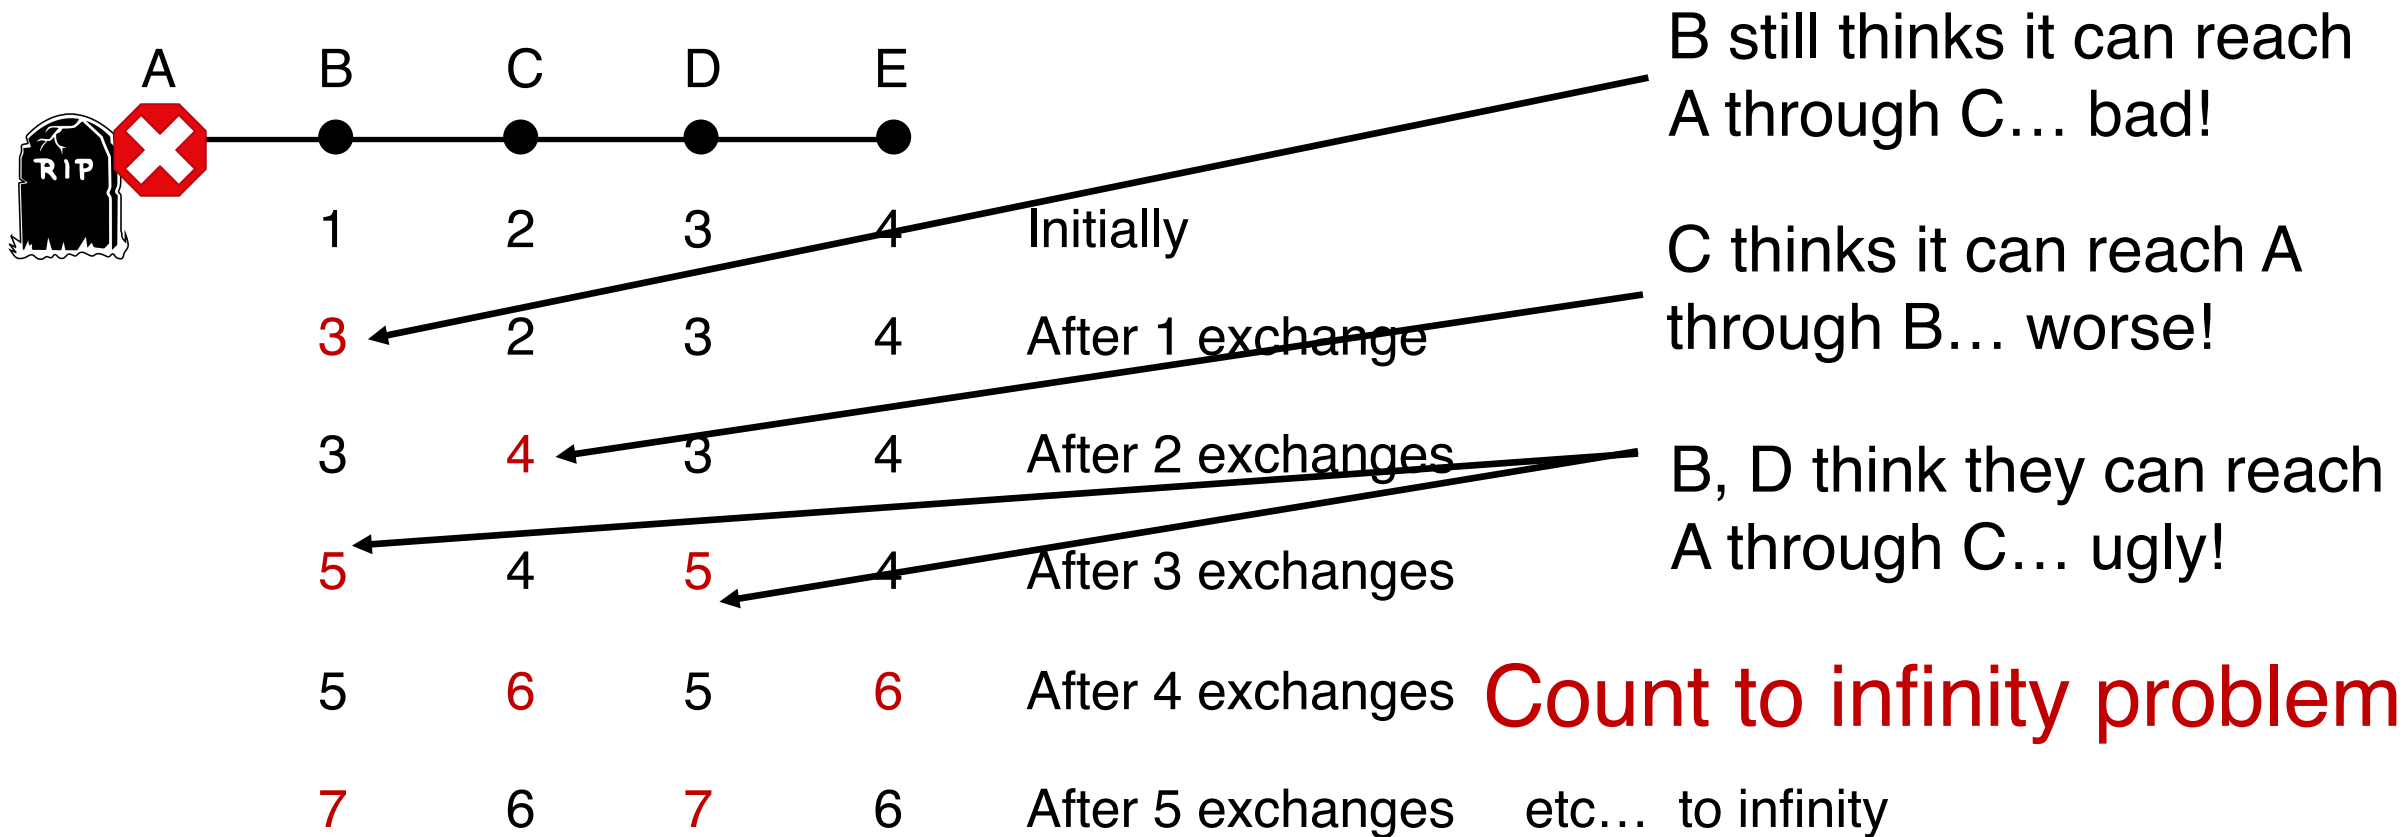 A B C D E
RIP
1 2 3 4 Initially
3 2 3 4 After 1 exchange
3 4 3 4 After 2 exchanges
5 4 5 4 After 3 exchanges
5 6 5 6 After 4 exchanges
7 6 7 6 After 5 exchanges etc… to infinity
B still thinks it can reach
A through C… bad!
C thinks it can reach A
through B… worse!
B, D think they can reach
A through C… ugly!
Count to infinity problem